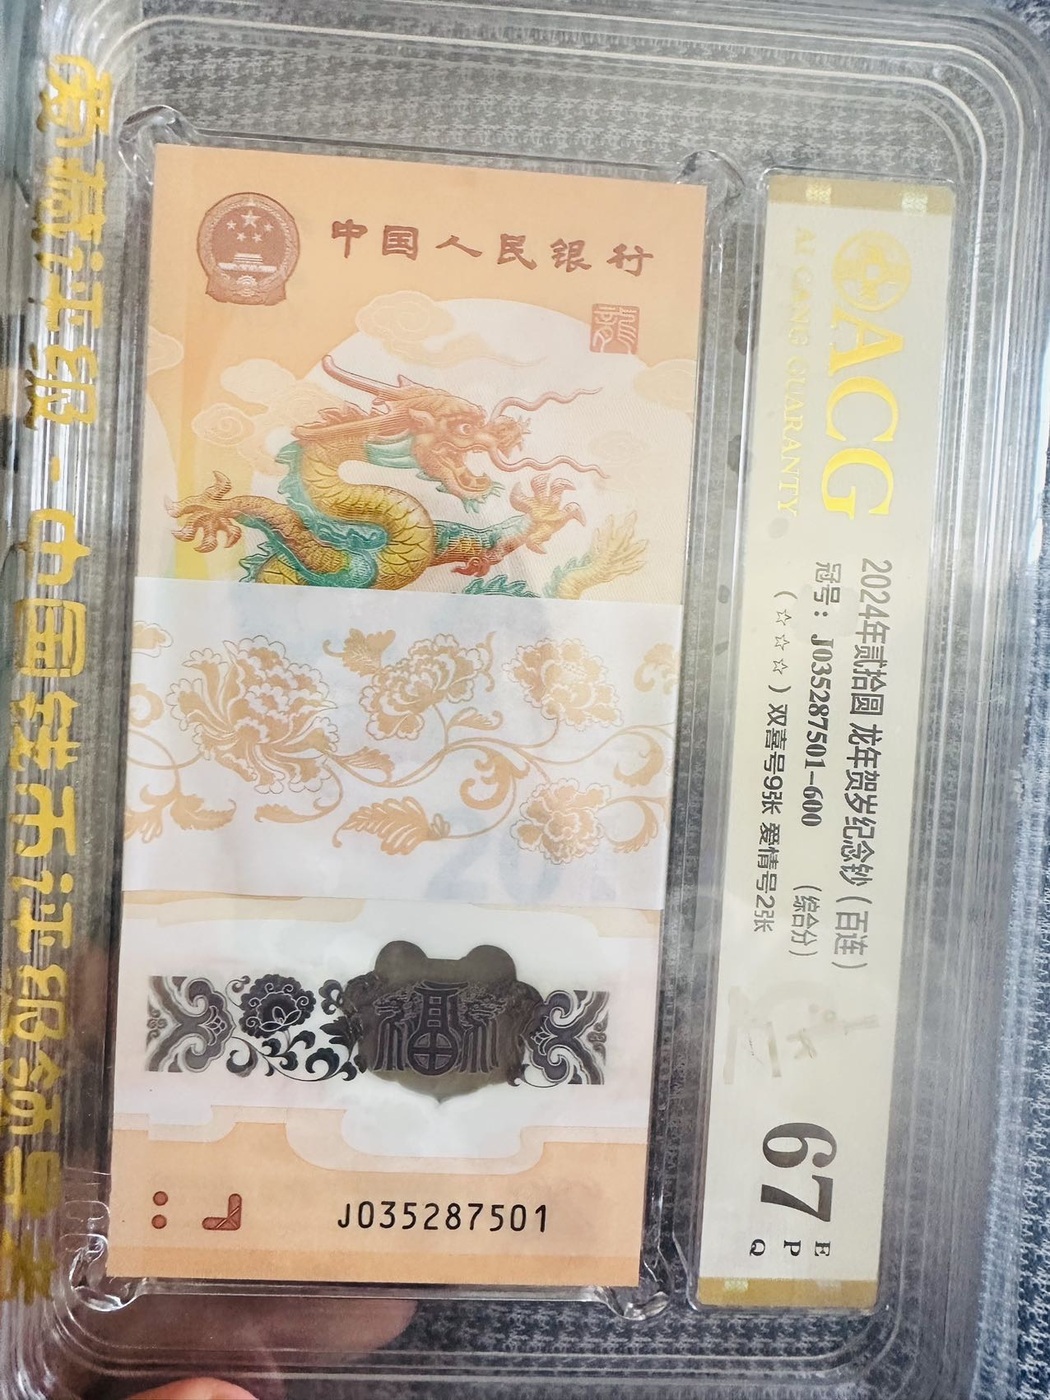 爱藏评级-中国钱币评级领导者
中国人民银行
龍
福
J035287501
ACG
AI CANG GUARANTY
2024年贰拾圆 龙年贺岁纪念钞（百连）
冠号：J035287501-600 （综合分）
（☆☆☆）双喜号9张 爱情号2张
67
E
P
Q